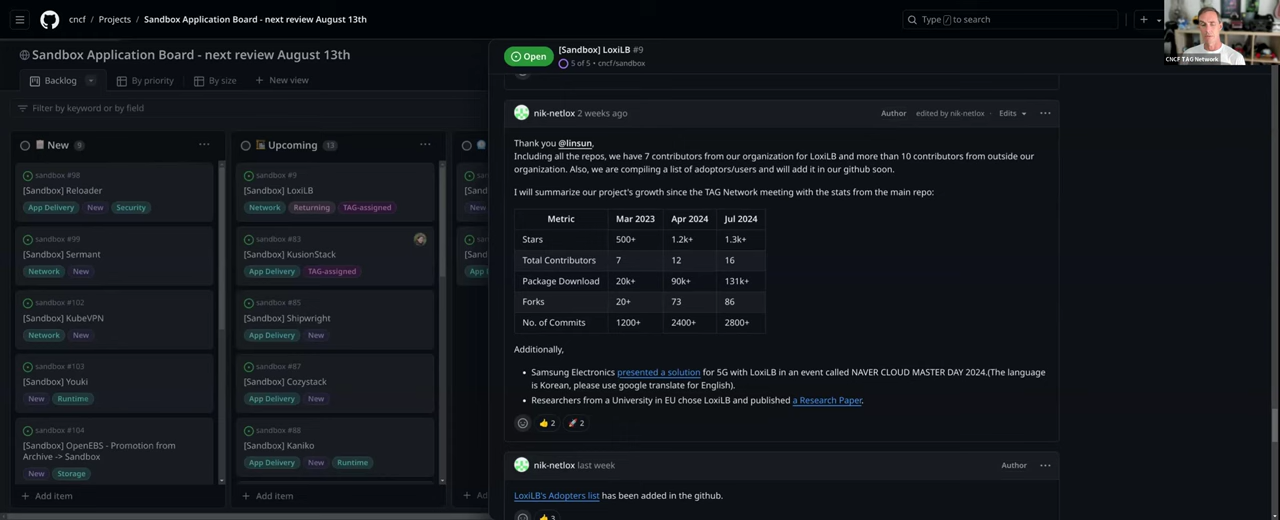 cncf / Projects / Sandbox Application Board - next review August 13th
Type / to search
CNCF TAG Network
Sandbox Application Board - next review August 13th
Backlog
By priority
By size
New view
Filter by keyword or by field
New 9
sandbox #98
[Sandbox] Reloader
App Delivery New Security
sandbox #99
[Sandbox] Sermant
Network New
sandbox #102
[Sandbox] KubeVPN
Network New
sandbox #103
[Sandbox] Youki
New Runtime
sandbox #104
[Sandbox] OpenEBS - Promotion from
Archive -> Sandbox
New Storage
Add item
Upcoming 13
sandbox #9
[Sandbox] LoxiLB
Network Returning TAG-assigned
sandbox #83
[Sandbox] KusionStack
App Delivery TAG-assigned
sandbox #85
[Sandbox] Shipwright
App Delivery New
sandbox #87
[Sandbox] Cozystack
App Delivery New
sandbox #88
[Sandbox] Kaniko
App Delivery New Runtime
Add item
Open
[Sandbox] LoxiLB #9
5 of 5 • cncf/sandbox
nik-netlox 2 weeks ago
Author edited by nik-netlox Edits
Thank you @linsun,
Including all the repos, we have 7 contributors from our organization for LoxiLB and more than 10 contributors from outside our
organization. Also, we are compiling a list of adoptors/users and will add it in our github soon.
I will summarize our project's growth since the TAG Network meeting with the stats from the main repo:
Metric Mar 2023 Apr 2024 Jul 2024
Stars 500+ 1.2k+ 1.3k+
Total Contributors 7 12 16
Package Download 20k+ 90k+ 131k+
Forks 20+ 73 86
No. of Commits 1200+ 2400+ 2800+
Additionally,
Samsung Electronics presented a solution for 5G with LoxiLB in an event called NAVER CLOUD MASTER DAY 2024.(The language
is Korean, please use google translate for English).
Researchers from a University in EU chose LoxiLB and published a Research Paper.
2 2
nik-netlox last week
Author
LoxiLB's Adopters list has been added in the github.
3